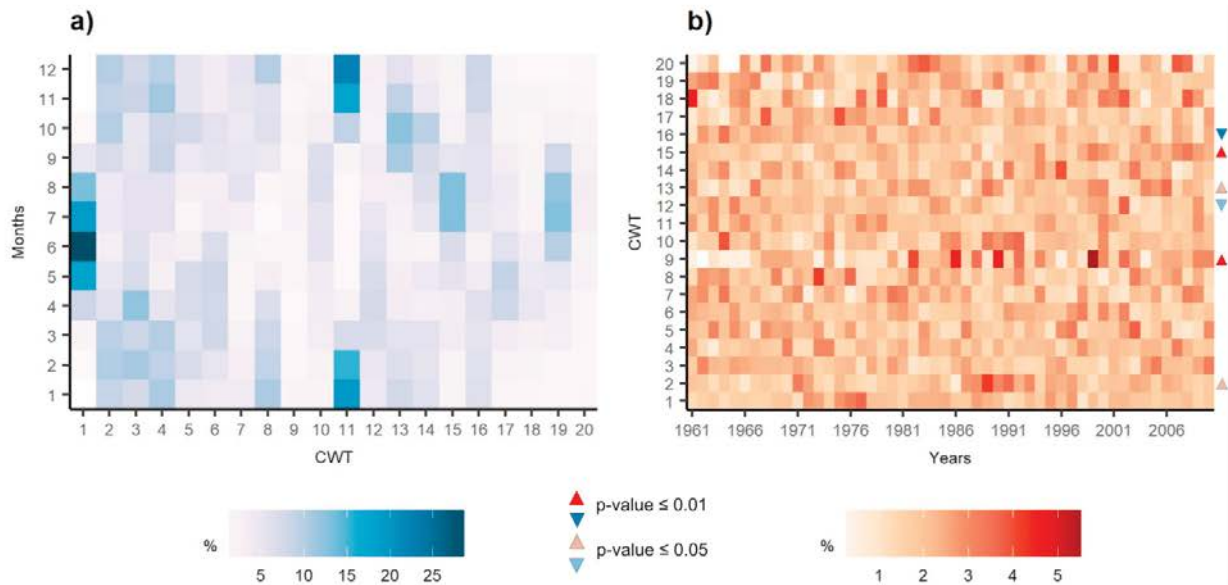 a)
12
11
10
9
8
7
6
5
4
3
2
1
Months
1 2 3 4 5 6 7 8 9 10 11 12 13 14 15 16 17 18 19 20
CWT
% 5 10 15 20 25
p-value ≤ 0.01
p-value ≤ 0.05
b)
20
19
18
17
16
15
14
13
12
11
10
9
8
7
6
5
4
3
2
1
CWT
1961 1966 1971 1976 1981 1986 1991 1996 2001 2006
Years
% 1 2 3 4 5